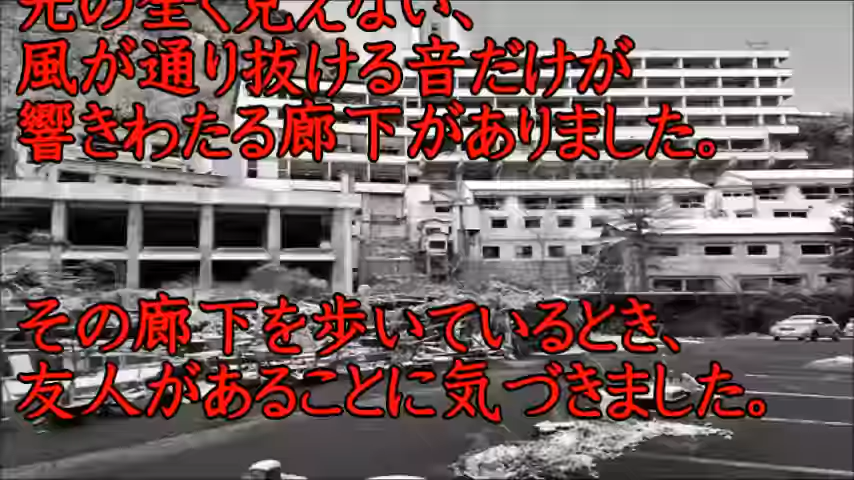 先の全く見えない、
風が通り抜ける音だけが
響きわたる廊下がありました。
その廊下を歩いているとき、
友人があることに気づきました。